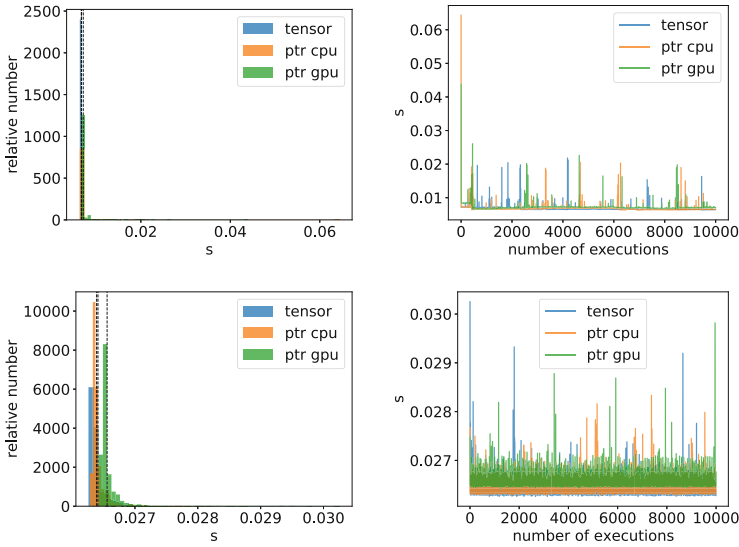 2500
2000
1500
1000
500
0
relative number
0.02
0.04
0.06
s
tensor
ptr cpu
ptr gpu
0.06
0.05
0.04
0.03
0.02
0.01
s
0
2000
4000
6000
8000
10000
number of executions
tensor
ptr cpu
ptr gpu
10000
8000
6000
4000
2000
0
relative number
0.027
0.028
0.029
0.030
s
tensor
ptr cpu
ptr gpu
0.030
0.029
0.028
0.027
s
0
2000
4000
6000
8000
10000
number of executions
tensor
ptr cpu
ptr gpu